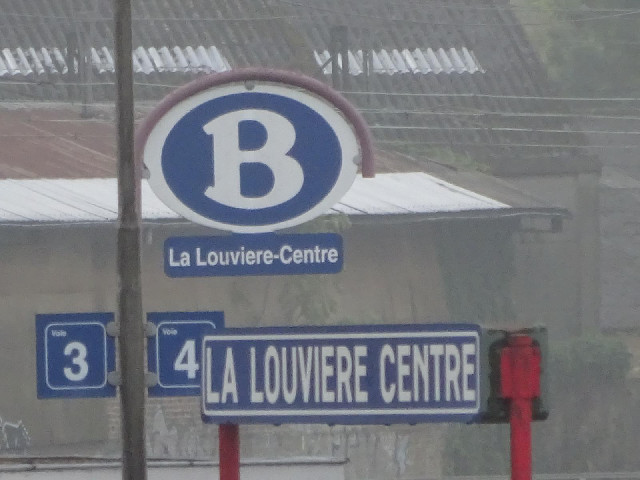 B
La Louviere-Centre
Voie
3
Voie
4
LA LOUVIERE CENTRE